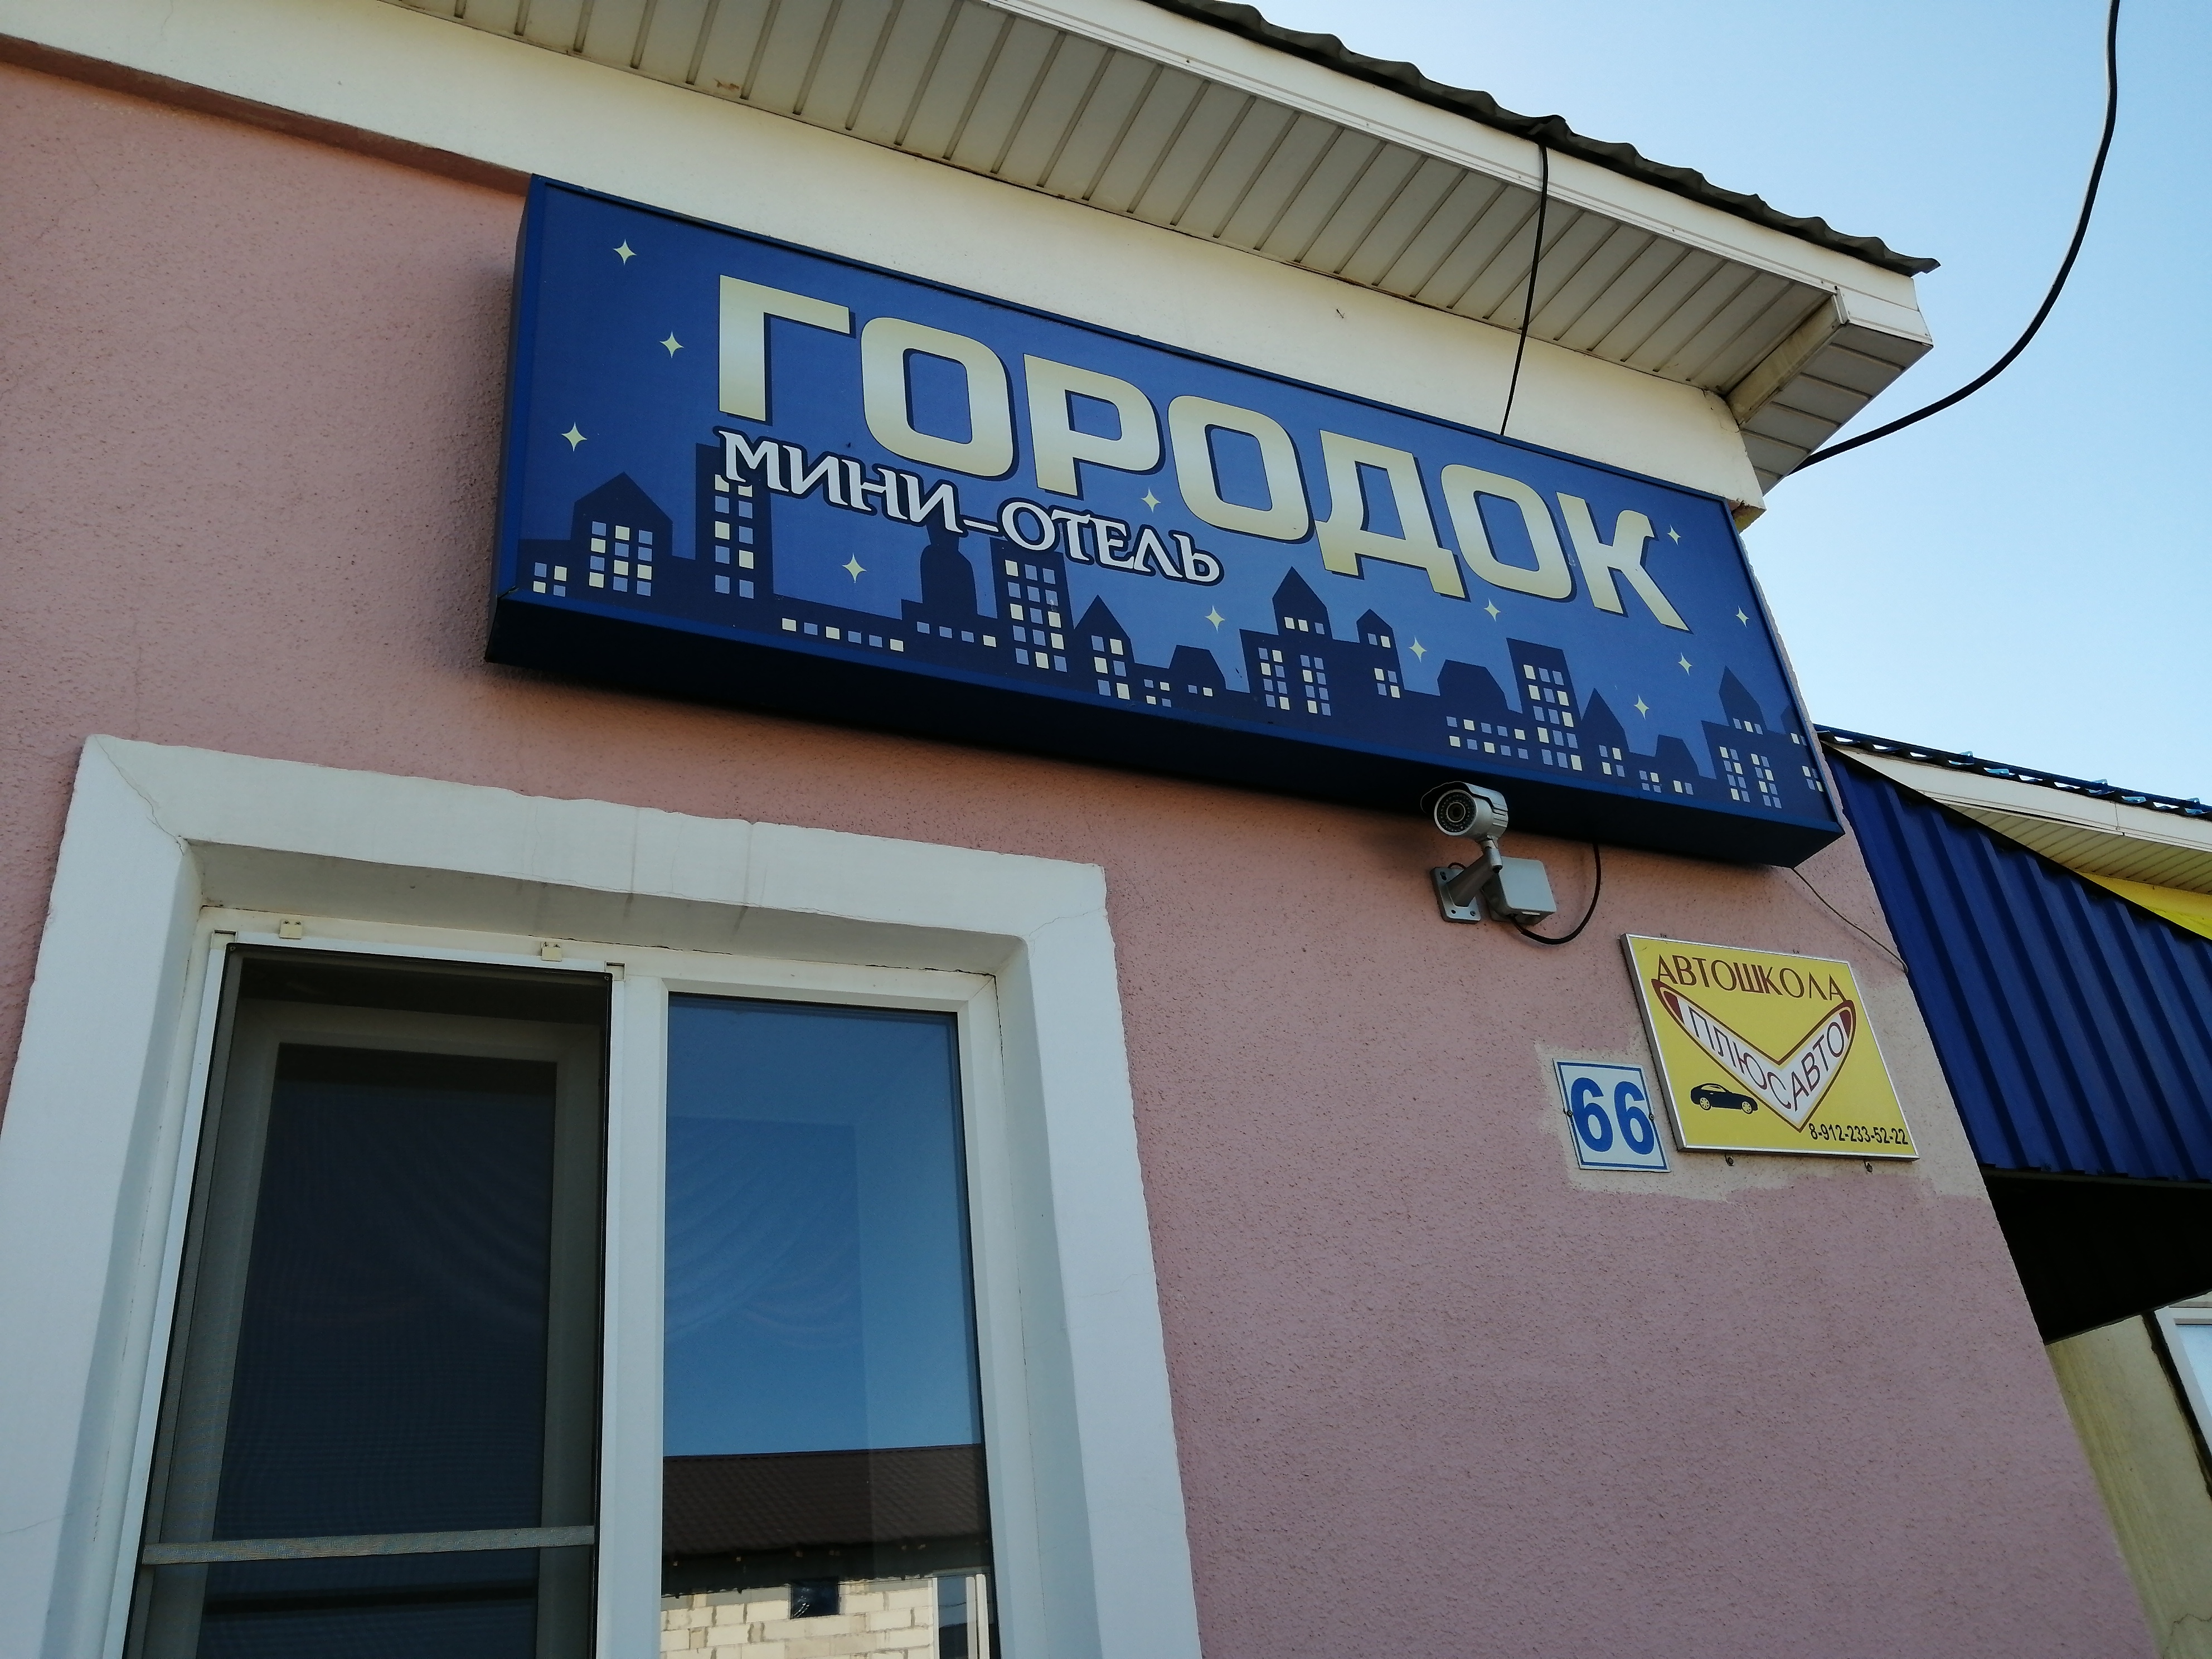 ГОРОДОК
МИНИ-ОТЕЛЬ
АВТОШКОЛА
ПЛЮСАВТО
8-912-233-52-22
66